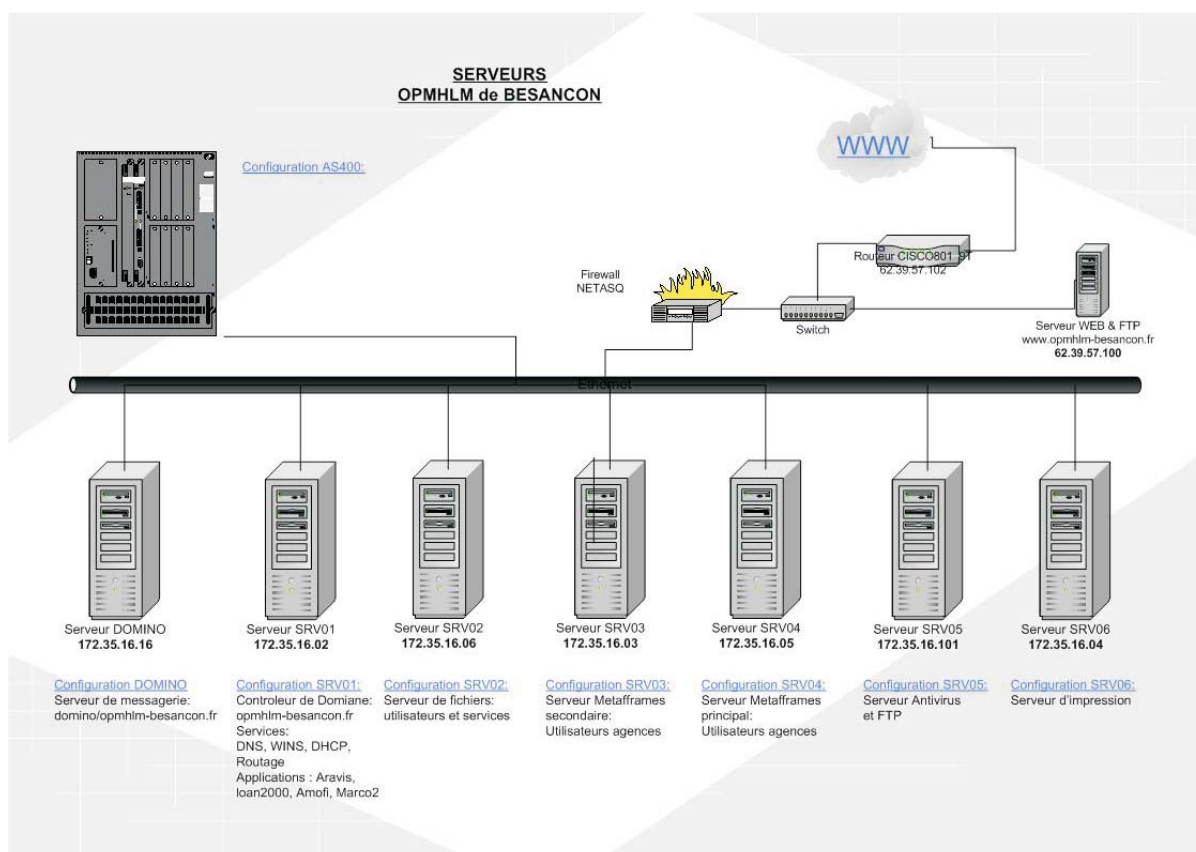 SERVEURS
OPMHLM de BESANCON
WWW
Configuration AS400:
Routeur CISCO801 9T
62.39.57.102
Firewall
NETASQ
Switch
Serveur WEB & FTP
www.opmhlm-besancon.fr
62.39.57.100
Ethernet
Serveur DOMINO
172.35.16.16
Serveur SRV01
172.35.16.02
Serveur SRV02
172.35.16.06
Serveur SRV03
172.35.16.03
Serveur SRV04
172.35.16.05
Serveur SRV05
172.35.16.101
Serveur SRV06
172.35.16.04
Configuration DOMINO
Serveur de messagerie:
domino/opmhlm-besancon.fr
Configuration SRV01:
Controleur de Domiane:
opmhlm-besancon.fr
Services:
DNS, WINS, DHCP,
Routage
Applications : Aravis,
loan2000, Amofi, Marco2
Configuration SRV02:
Serveur de fichiers:
utilisateurs et services
Configuration SRV03:
Serveur Metafframes
secondaire:
Utilisateurs agences
Configuration SRV04:
Serveur Metafframes
principal:
Utilisateurs agences
Configuration SRV05:
Serveur Antivirus
et FTP
Configuration SRV06:
Serveur d'impression